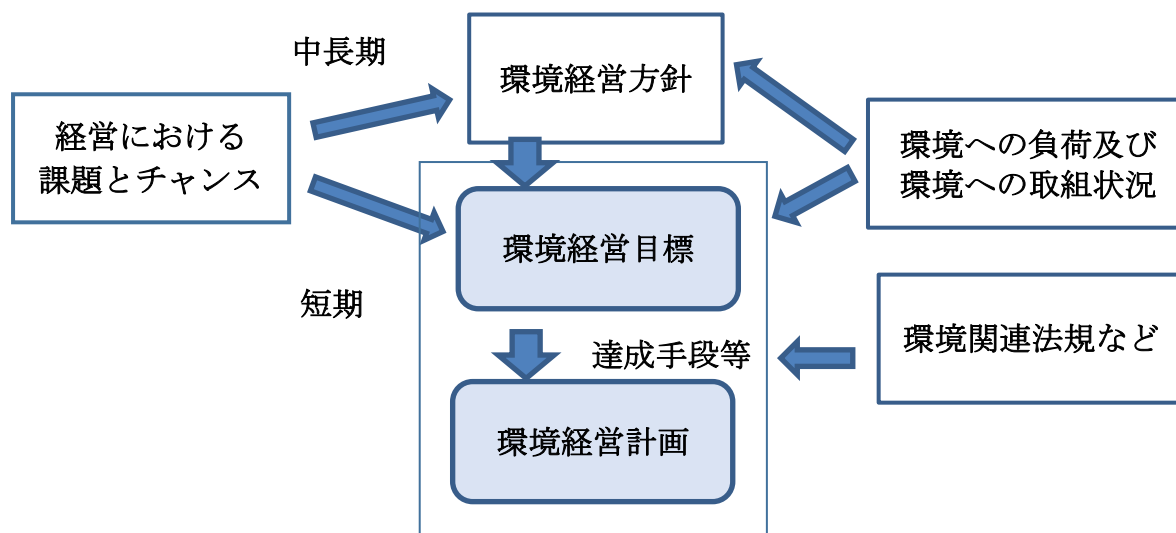 中長期
環境経営方針
経営における
課題とチャンス
環境への負荷及び
環境への取組状況
環境経営目標
短期
達成手段等
環境関連法規など
環境経営計画